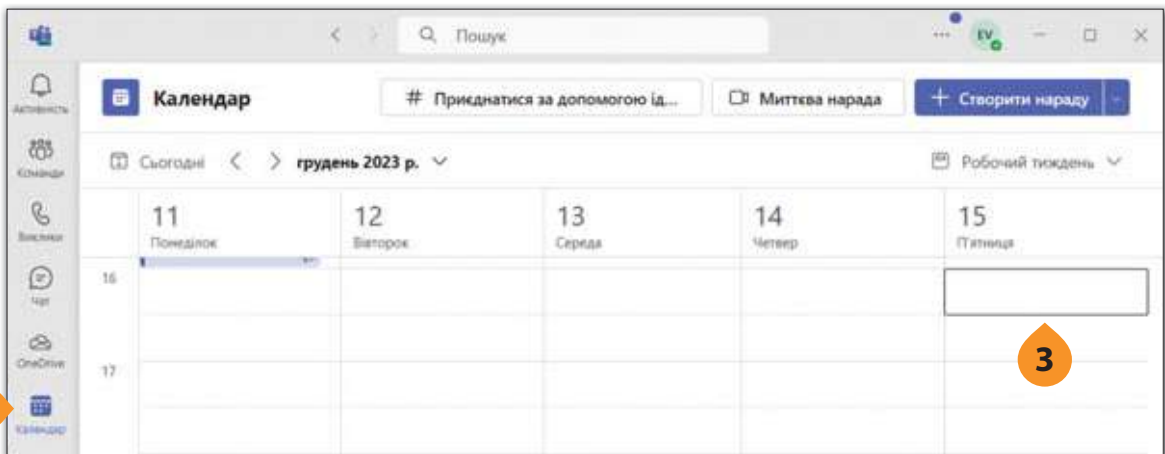 Пошук
EV
Активність
Календар
# Приєднатися за допомогою ід...
Миттєва нарада
+ Створити нараду
Команди
Сьогодні
грудень 2023 р.
Робочий тиждень
Виклики
11
12
13
14
15
Понеділок
Вівторок
Середа
Четвер
П'ятниця
Чат
16
OneDrive
3
17
Календар